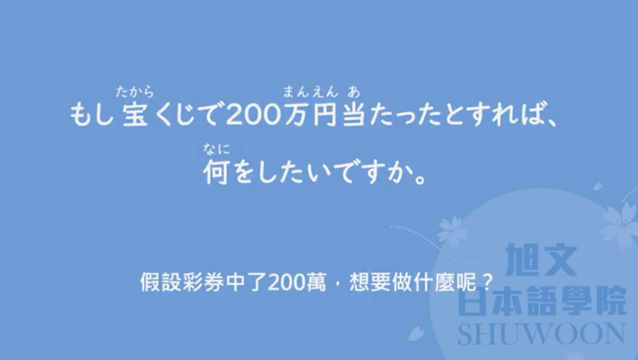 もし宝くじで200万円当たったとすれば、
たから まんえん あ
何をしたいですか。
なに
假設彩券中了200萬，想要做什麼呢？
旭文
日本語學院
SHUWOON